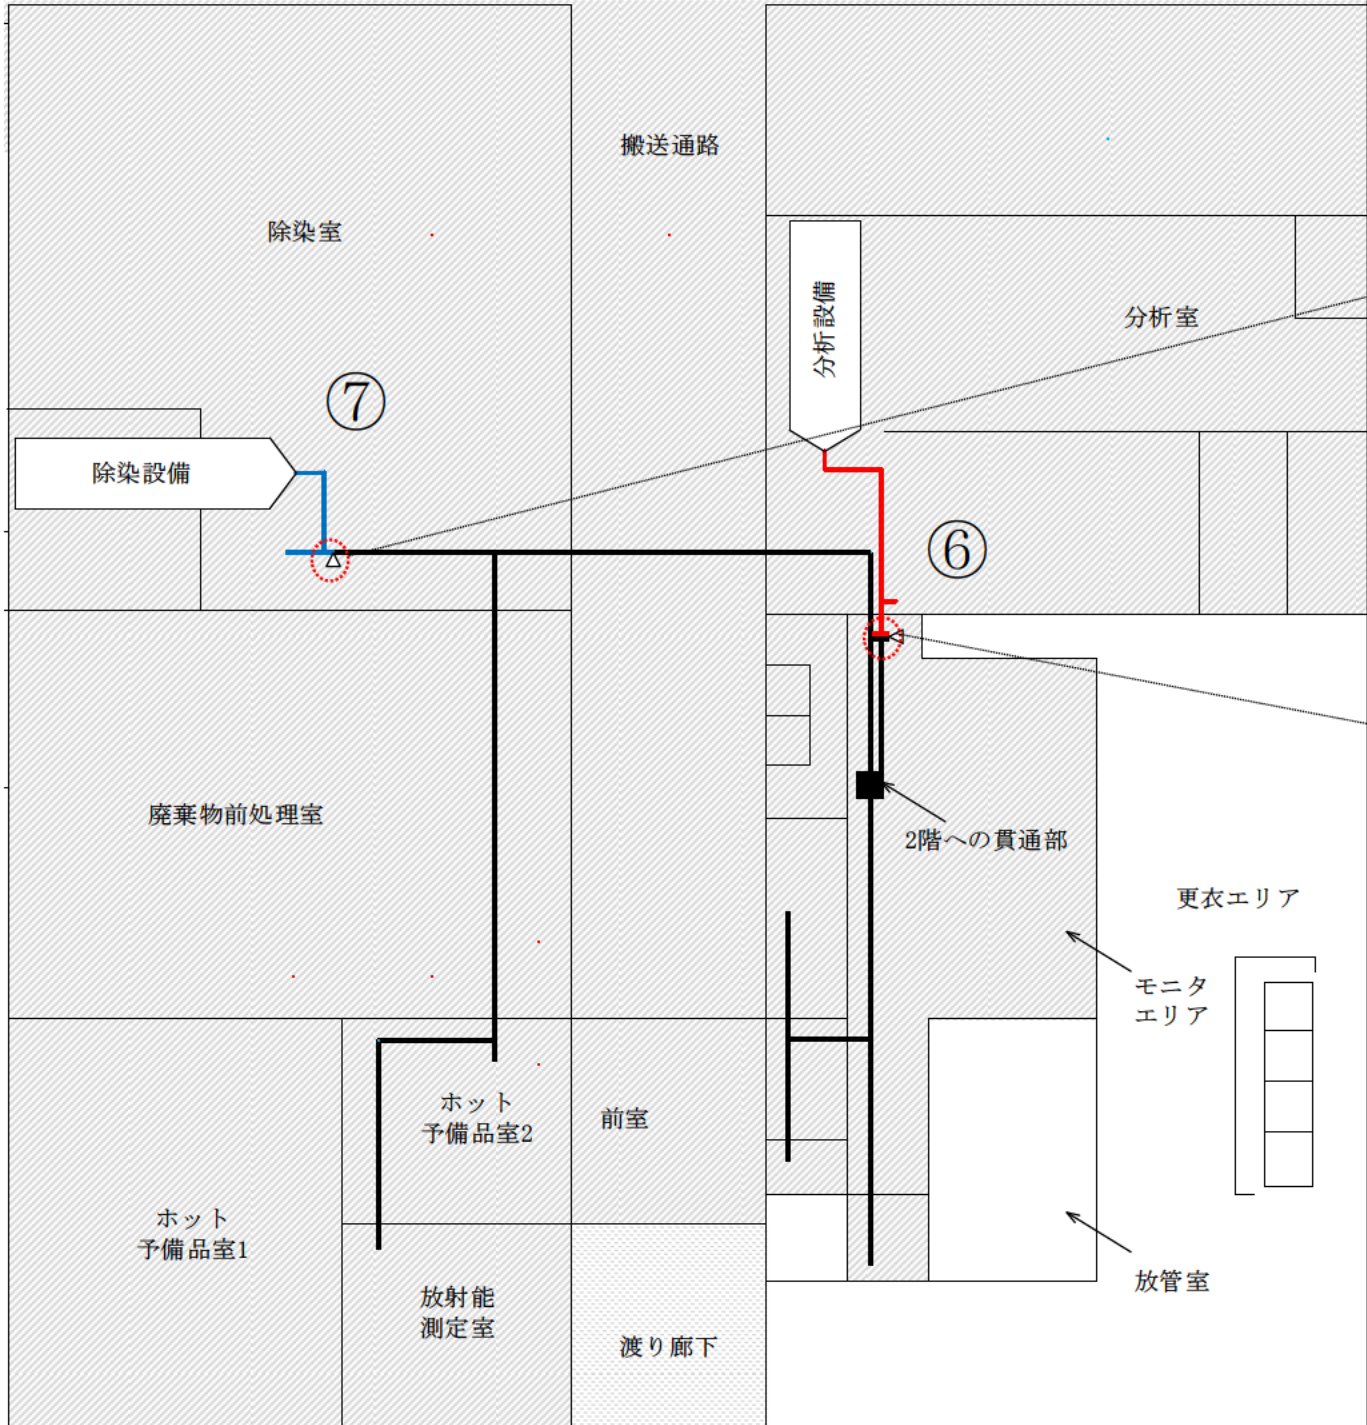 搬送通路
除染室
分析設備
分析室
⑦
除染設備
⑥
廃棄物前処理室
2階への貫通部
更衣エリア
モニタ
エリア
ホット
予備品室2
前室
ホット
予備品室1
放管室
放射能
測定室
渡り廊下